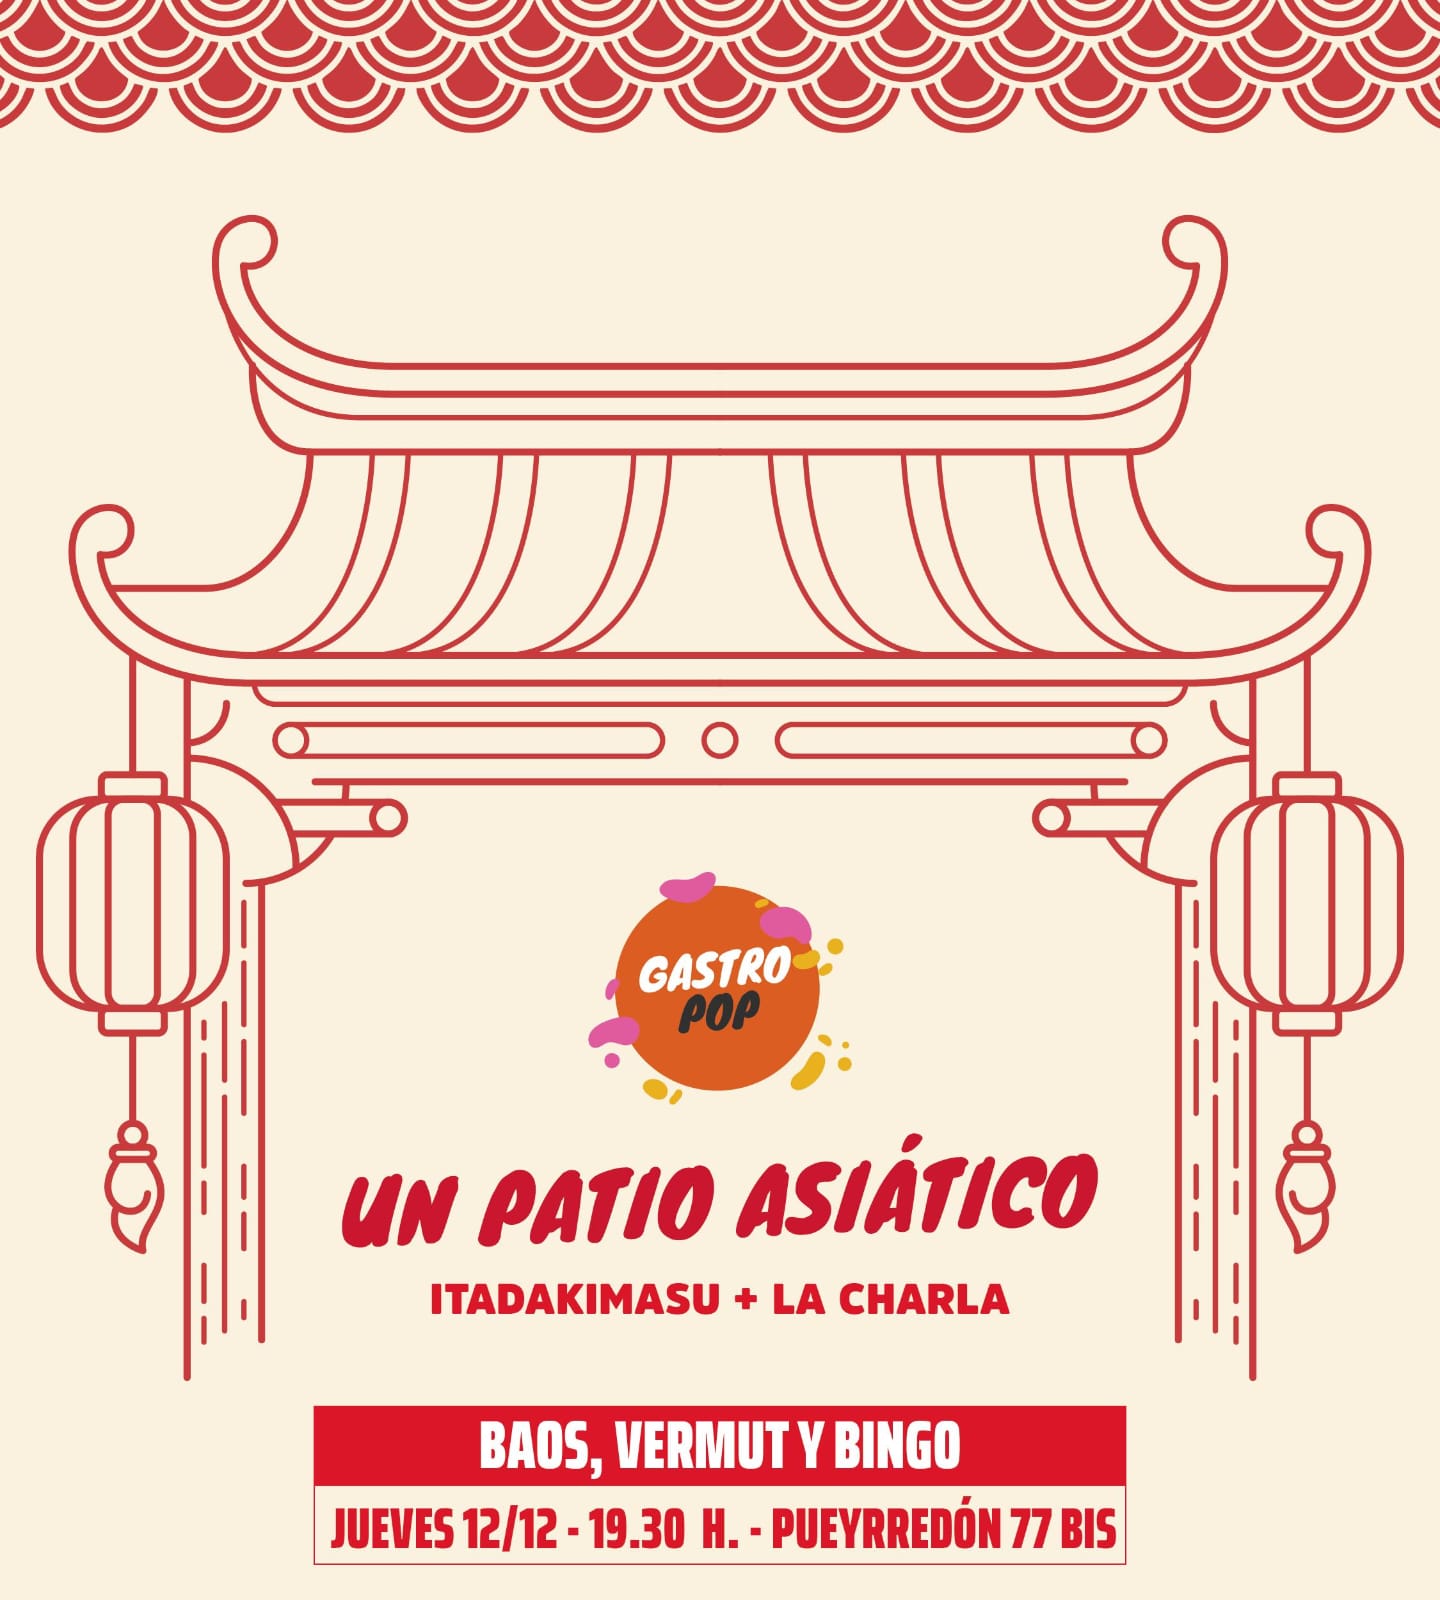 GASTRO
POP
UN PATIO ASIÁTICO
ITADAKIMASU + LA CHARLA
BAOS, VERMUT Y BINGO
JUEVES 12/12 - 19.30 H. - PUEYRREDÓN 77 BIS